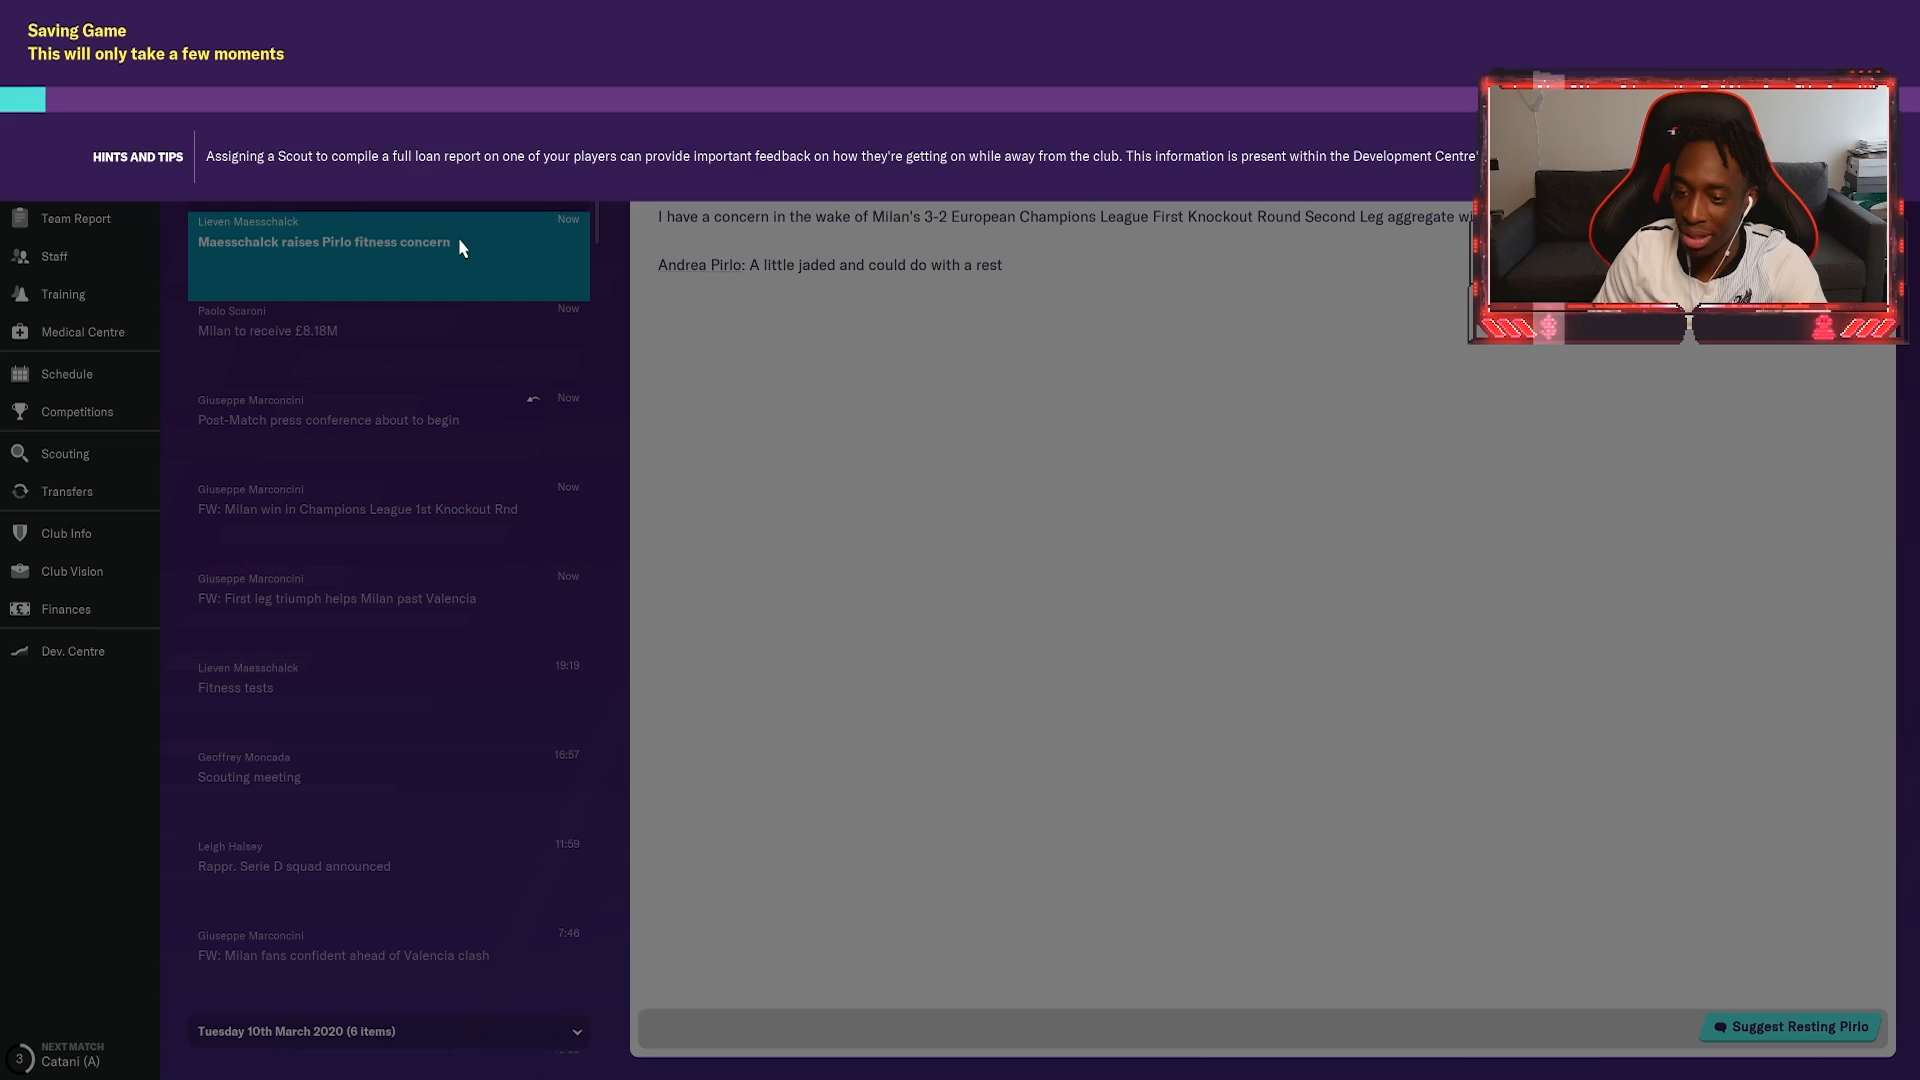 Saving Game
This will only take a few moments
HINTS AND TIPS
Assigning a Scout to compile a full loan report on one of your players can provide important feedback on how they're getting on while away from the club. This information is present within the Development Centre'
Team Report
Staff
Training
Medical Centre
Schedule
Competitions
Scouting
Transfers
Club Info
Club Vision
Finances
Dev. Centre
3
NEXT MATCH
Catani (A)
Lieven Maesschalck Now
Maesschalck raises Pirlo fitness concern
Paolo Scaroni Now
Milan to receive £8.18M
Giuseppe Marconcini Now
Post-Match press conference about to begin
Giuseppe Marconcini Now
FW: Milan win in Champions League 1st Knockout Rnd
Giuseppe Marconcini Now
FW: First leg triumph helps Milan past Valencia
Lieven Maesschalck 19:19
Fitness tests
Geoffrey Moncada 16:57
Scouting meeting
Leigh Halsey 11:59
Rappr. Serie D squad announced
Giuseppe Marconcini 7:46
FW: Milan fans confident ahead of Valencia clash
Tuesday 10th March 2020 (6 items)
I have a concern in the wake of Milan's 3-2 European Champions League First Knockout Round Second Leg aggregate wi
Andrea Pirlo: A little jaded and could do with a rest
Suggest Resting Pirlo